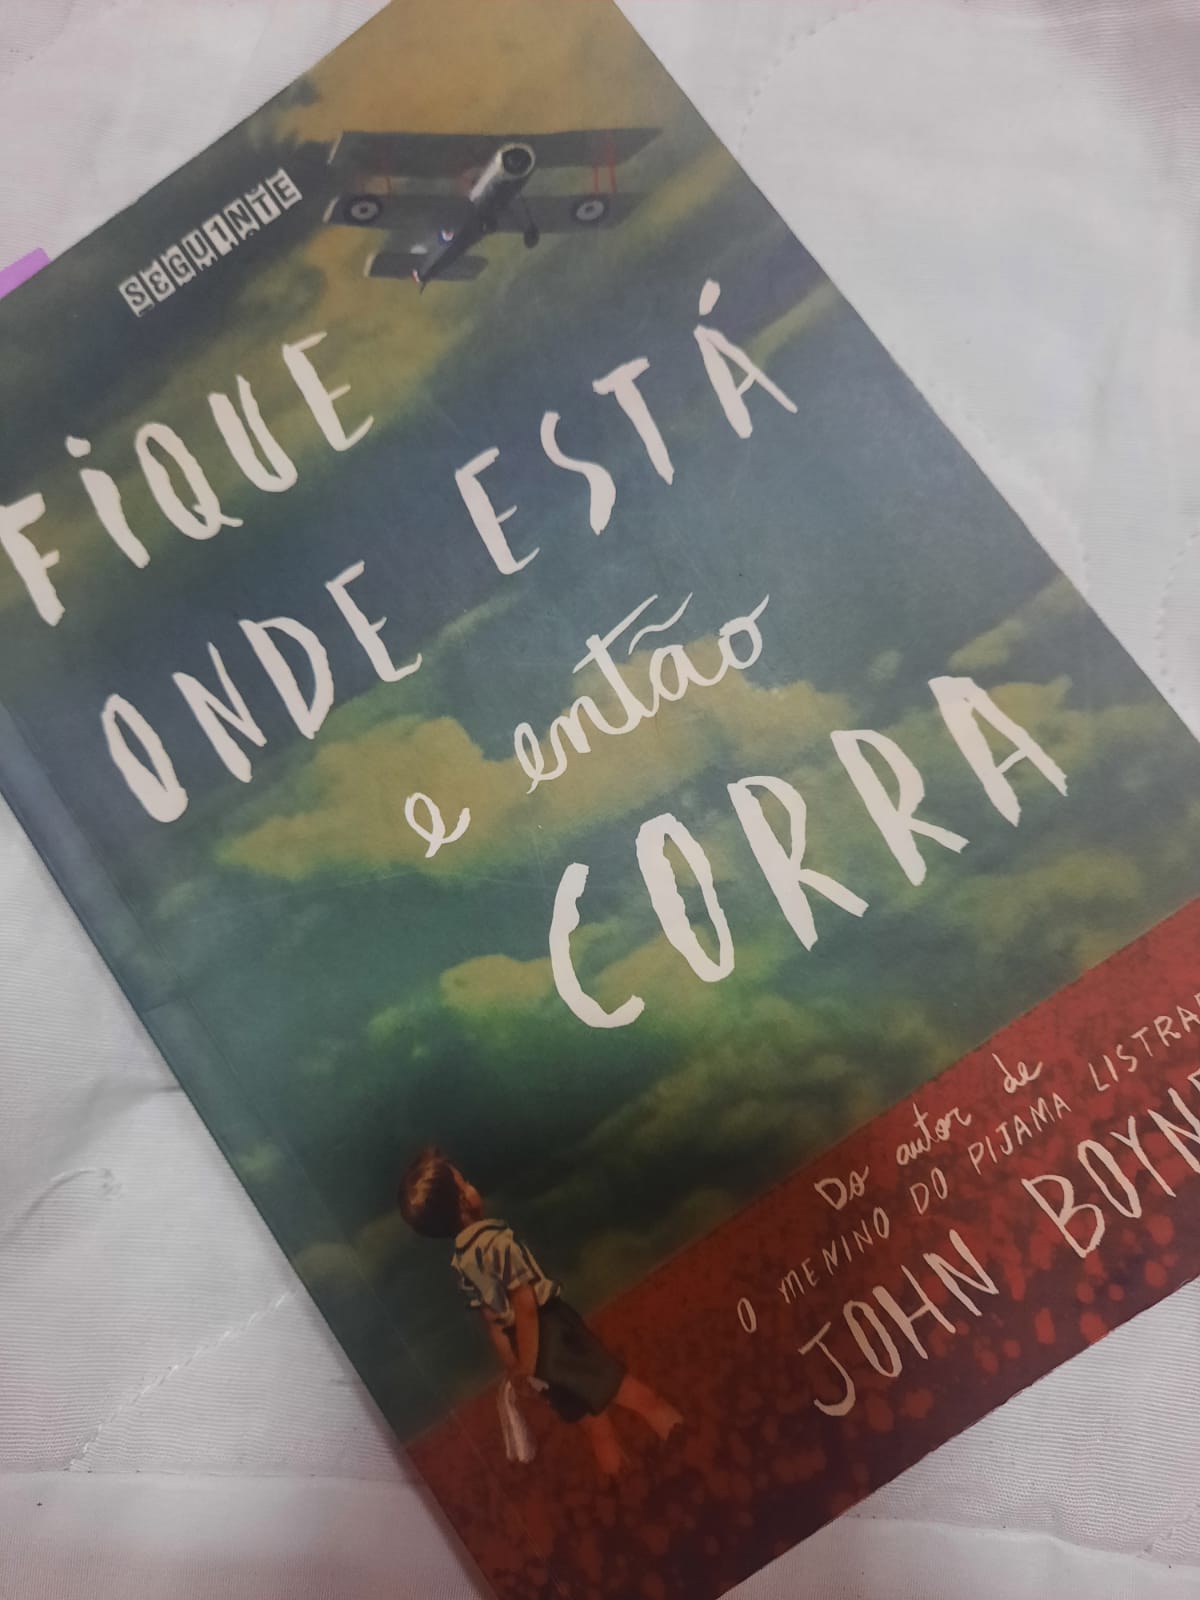 SEGUINTE
FIQUE
ONDE ESTÁ
e então
CORRA
Do autor de
O MENINO DO PIJAMA
JOHN